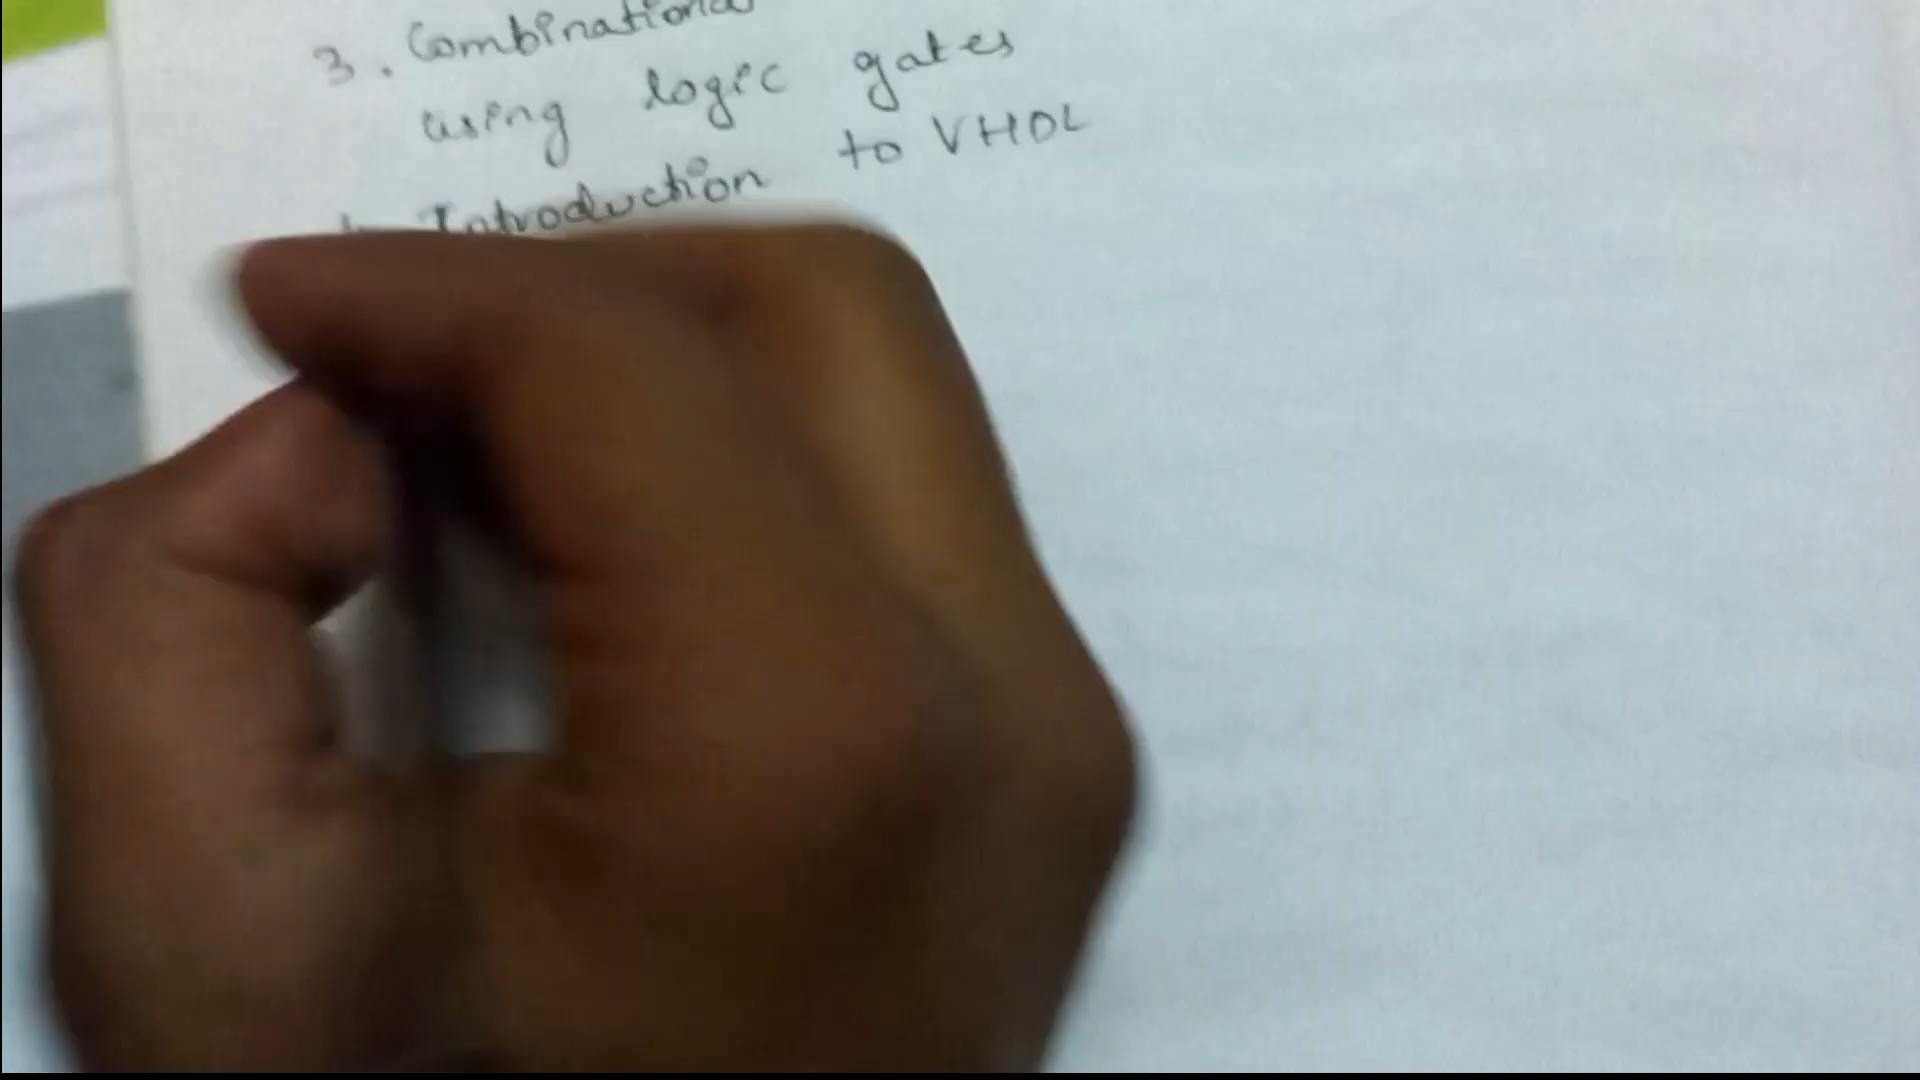 3. Combinational
using logic gates
Introduction to VHDL